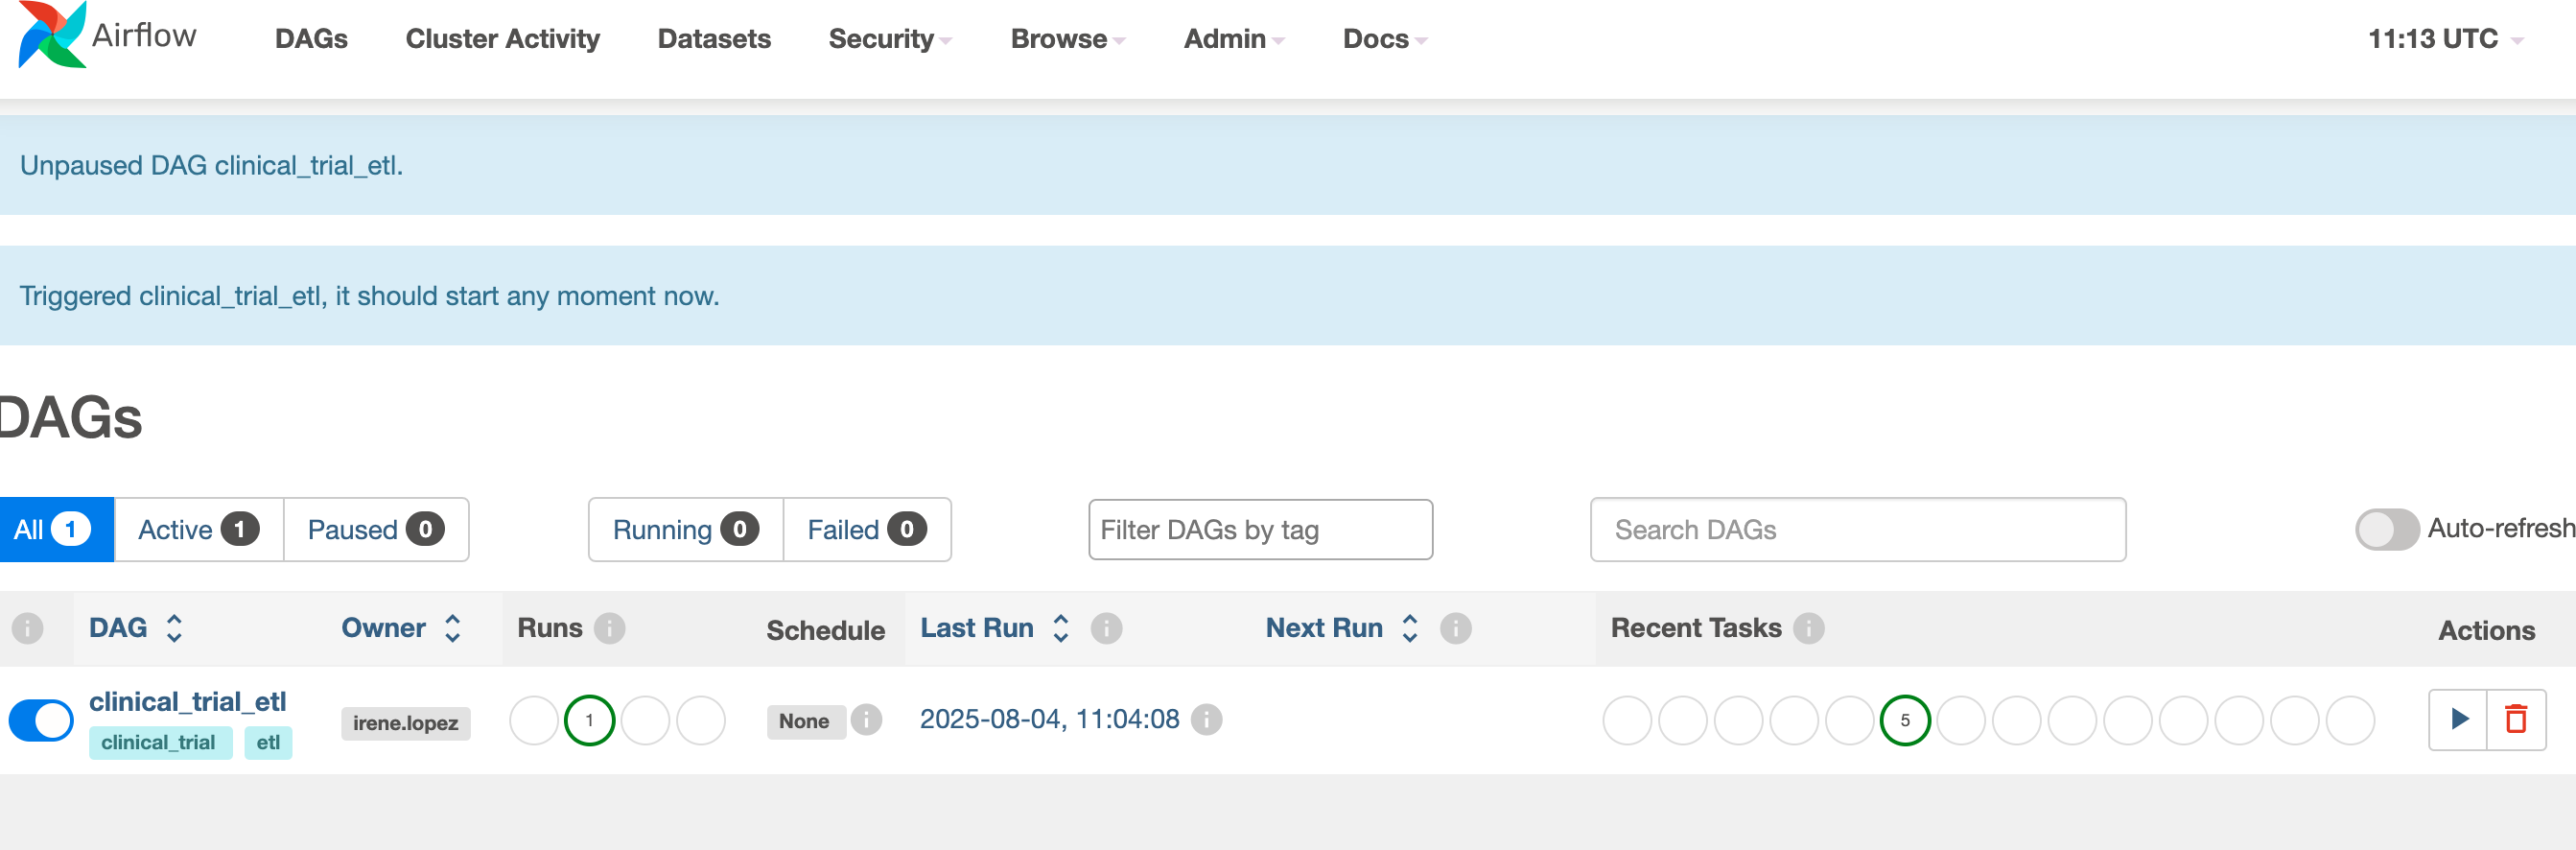 Airflow DAGs Cluster Activity Datasets Security Browse Admin Docs 11:13 UTC
Unpaused DAG clinical_trial_etl.
Triggered clinical_trial_etl, it should start any moment now.
DAGs
All 1 Active 1 Paused 0 Running 0 Failed 0 Filter DAGs by tag Search DAGs Auto-refresh
i DAG Owner Runs i Schedule Last Run i Next Run i Recent Tasks i Actions
clinical_trial_etl irene.lopez 1 None i 2025-08-04, 11:04:08 i 5
clinical_trial etl